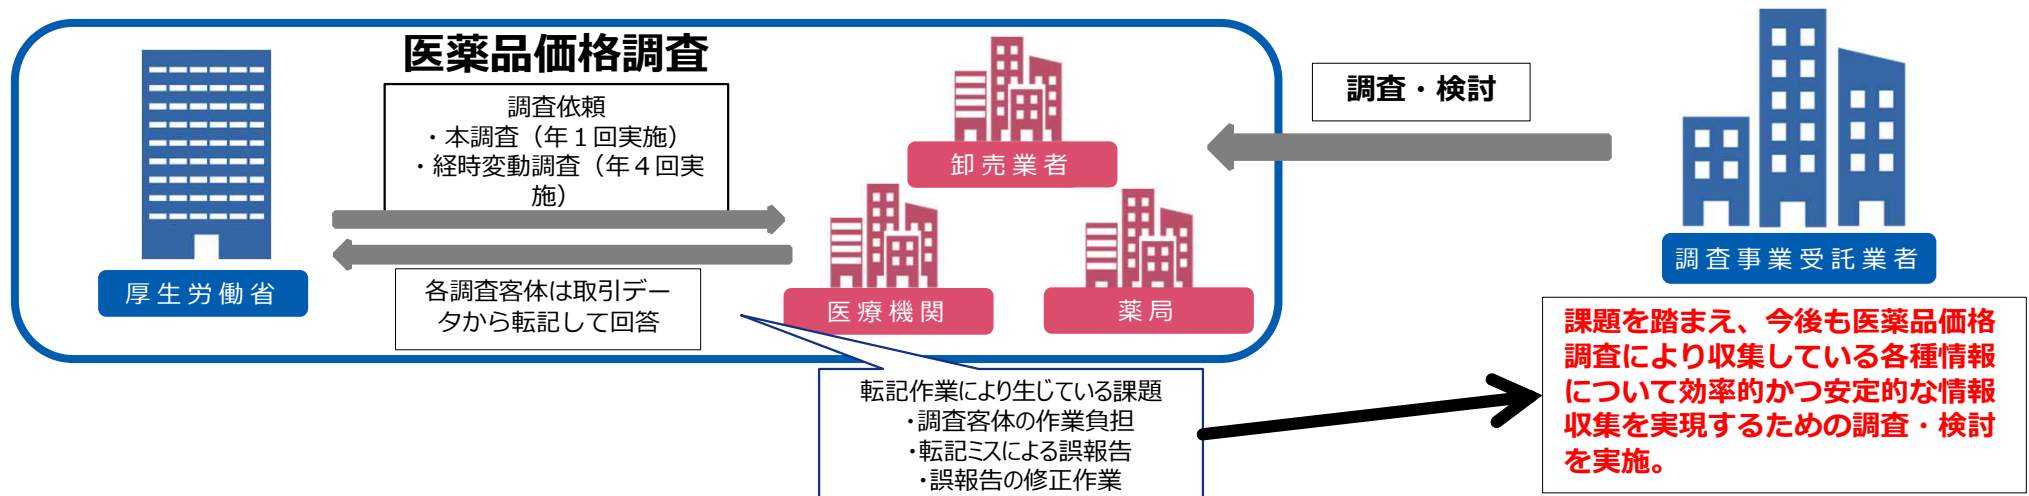 医薬品価格調査
調査依頼
・本調査（年１回実施）
・経時変動調査（年４回実
施）
厚生労働省
各調査客体は取引デー
タから転記して回答
卸売業者
医療機関
薬局
転記作業により生じている課題
・調査客体の作業負担
・転記ミスによる誤報告
・誤報告の修正作業
調査・検討
調査事業受託業者
課題を踏まえ、今後も医薬品価格
調査により収集している各種情報
について効率的かつ安定的な情報
収集を実現するための調査・検討
を実施。